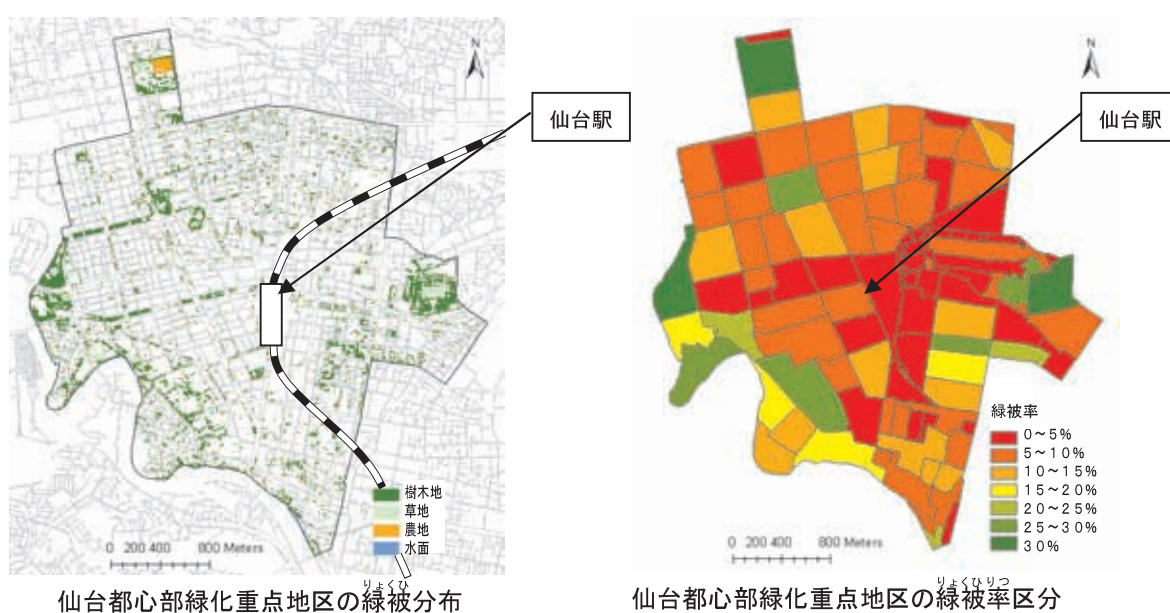 N
仙台駅
樹木地
草地
農地
水面
0 200 400 800 Meters
りょくひ
仙台都心部緑化重点地区の緑被分布
N
仙台駅
緑被率
0～5%
5～10%
10～15%
15～20%
20～25%
25～30%
30%
0 200 400 800 Meters
りょくひりつ
仙台都心部緑化重点地区の緑被率区分